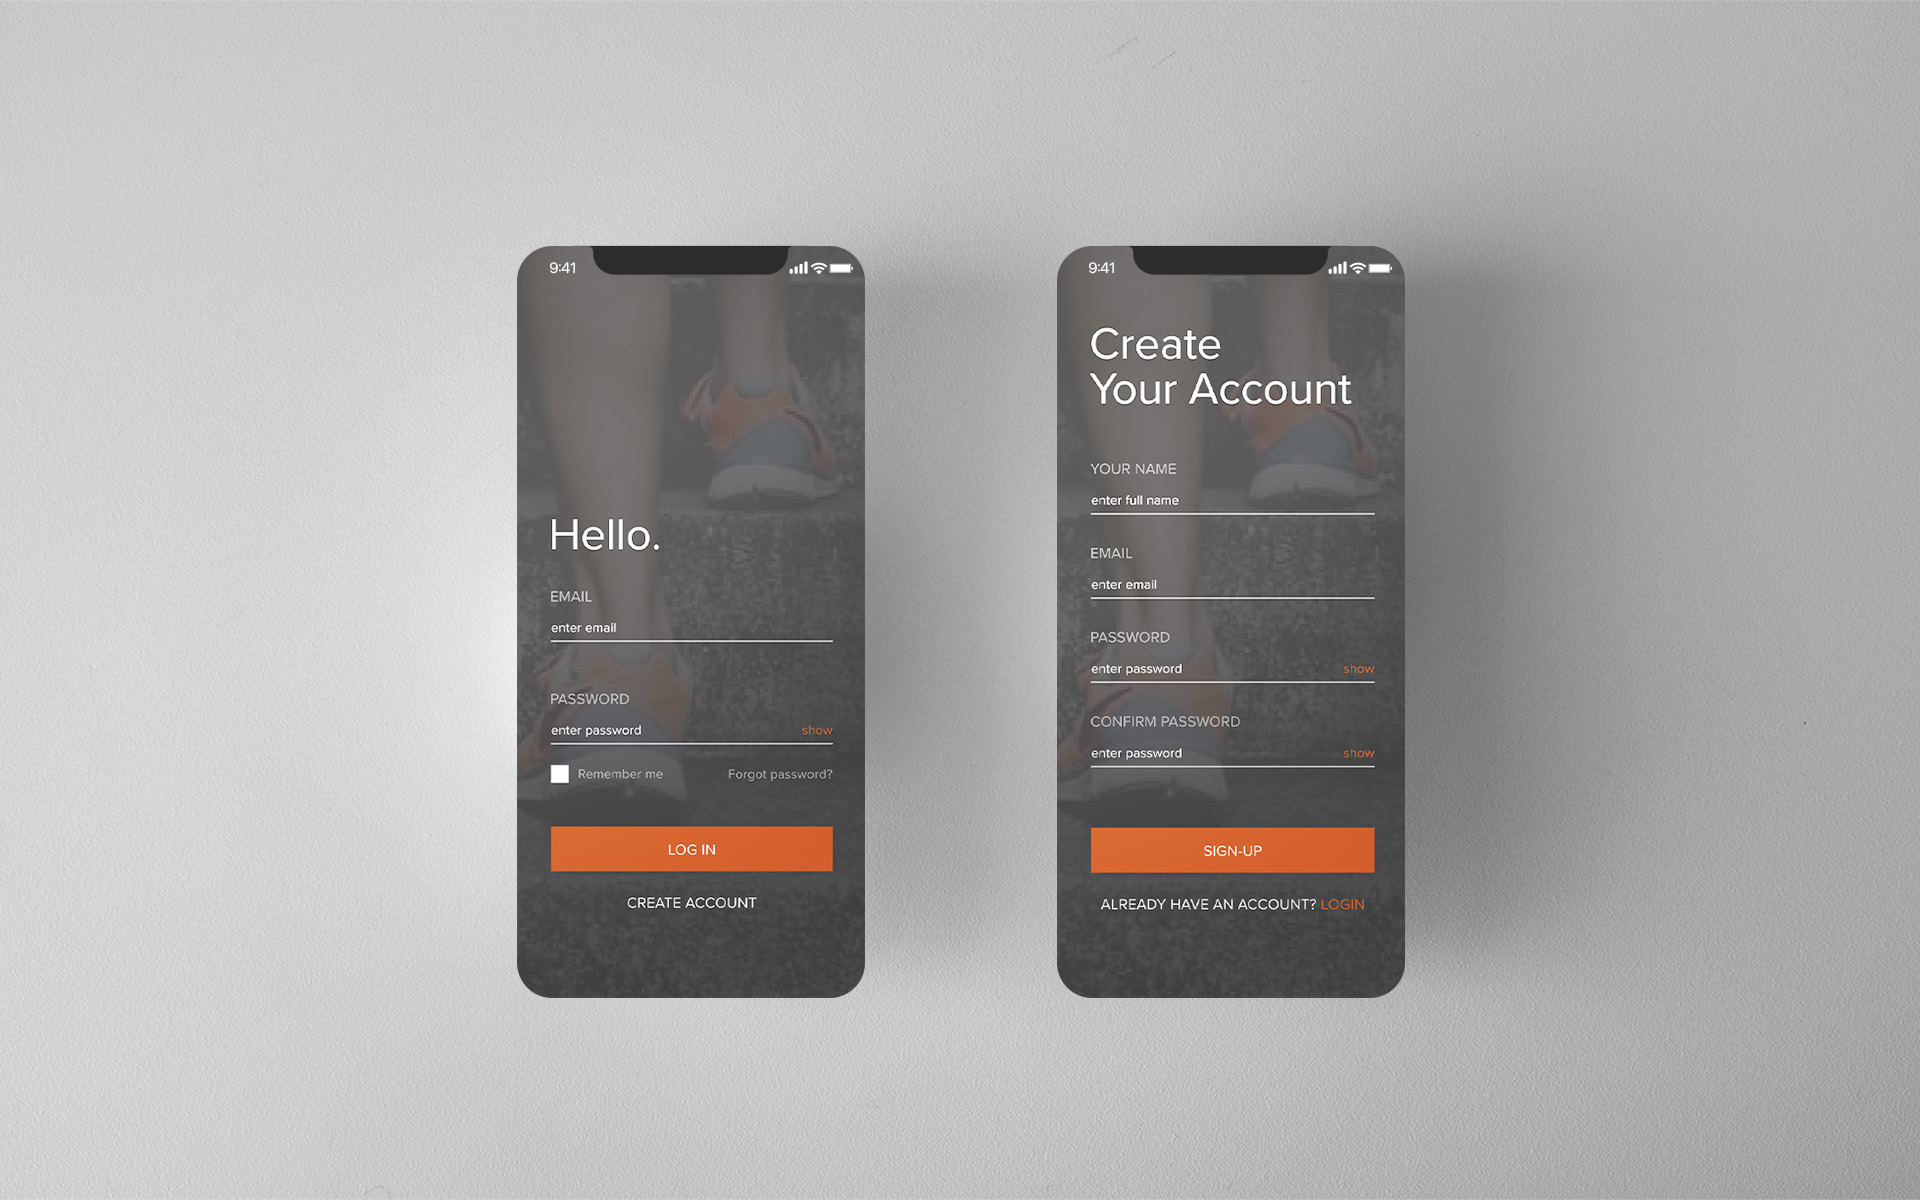 9:41
Hello.
EMAIL
enter email
PASSWORD
enter password show
Remember me Forgot password?
LOG IN
CREATE ACCOUNT
9:41
Create
Your Account
YOUR NAME
enter full name
EMAIL
enter email
PASSWORD
enter password show
CONFIRM PASSWORD
enter password show
SIGN-UP
ALREADY HAVE AN ACCOUNT? LOGIN